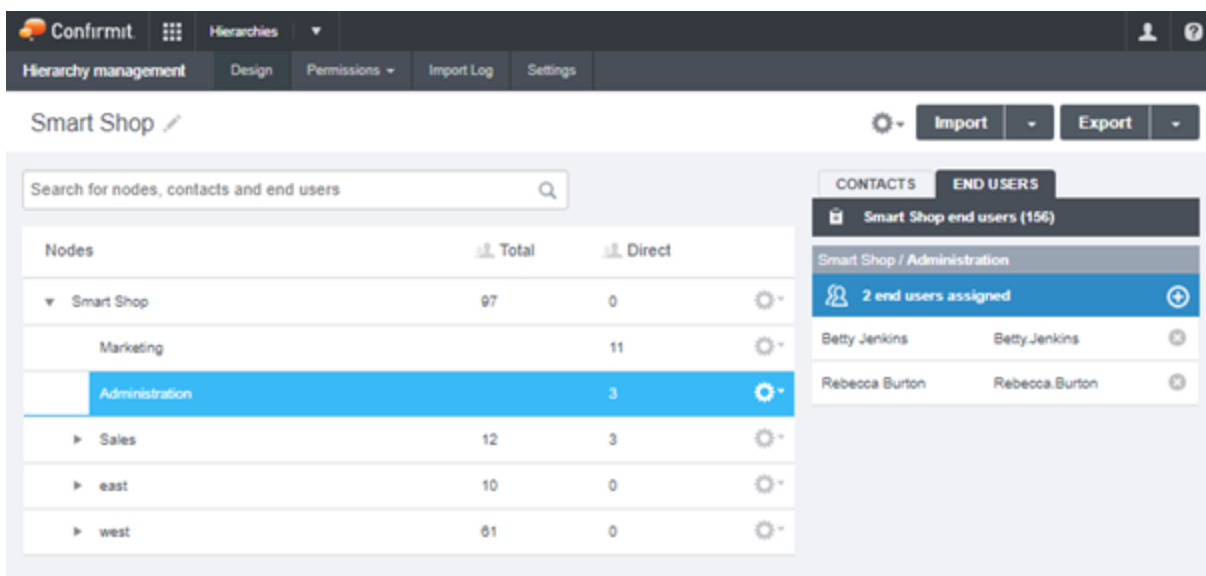 Confirmit. Hierarchies
Hierarchy management Design Permissions Import Log Settings
Smart Shop Import Export
Search for nodes, contacts and end users
CONTACTS END USERS
Smart Shop end users (156)
Nodes Total Direct
Smart Shop / Administration
Smart Shop 97 0
2 end users assigned
Marketing 11
Betty Jenkins Betty.Jenkins
Administration 3
Rebecca Burton Rebecca.Burton
Sales 12 3
east 10 0
west 61 0